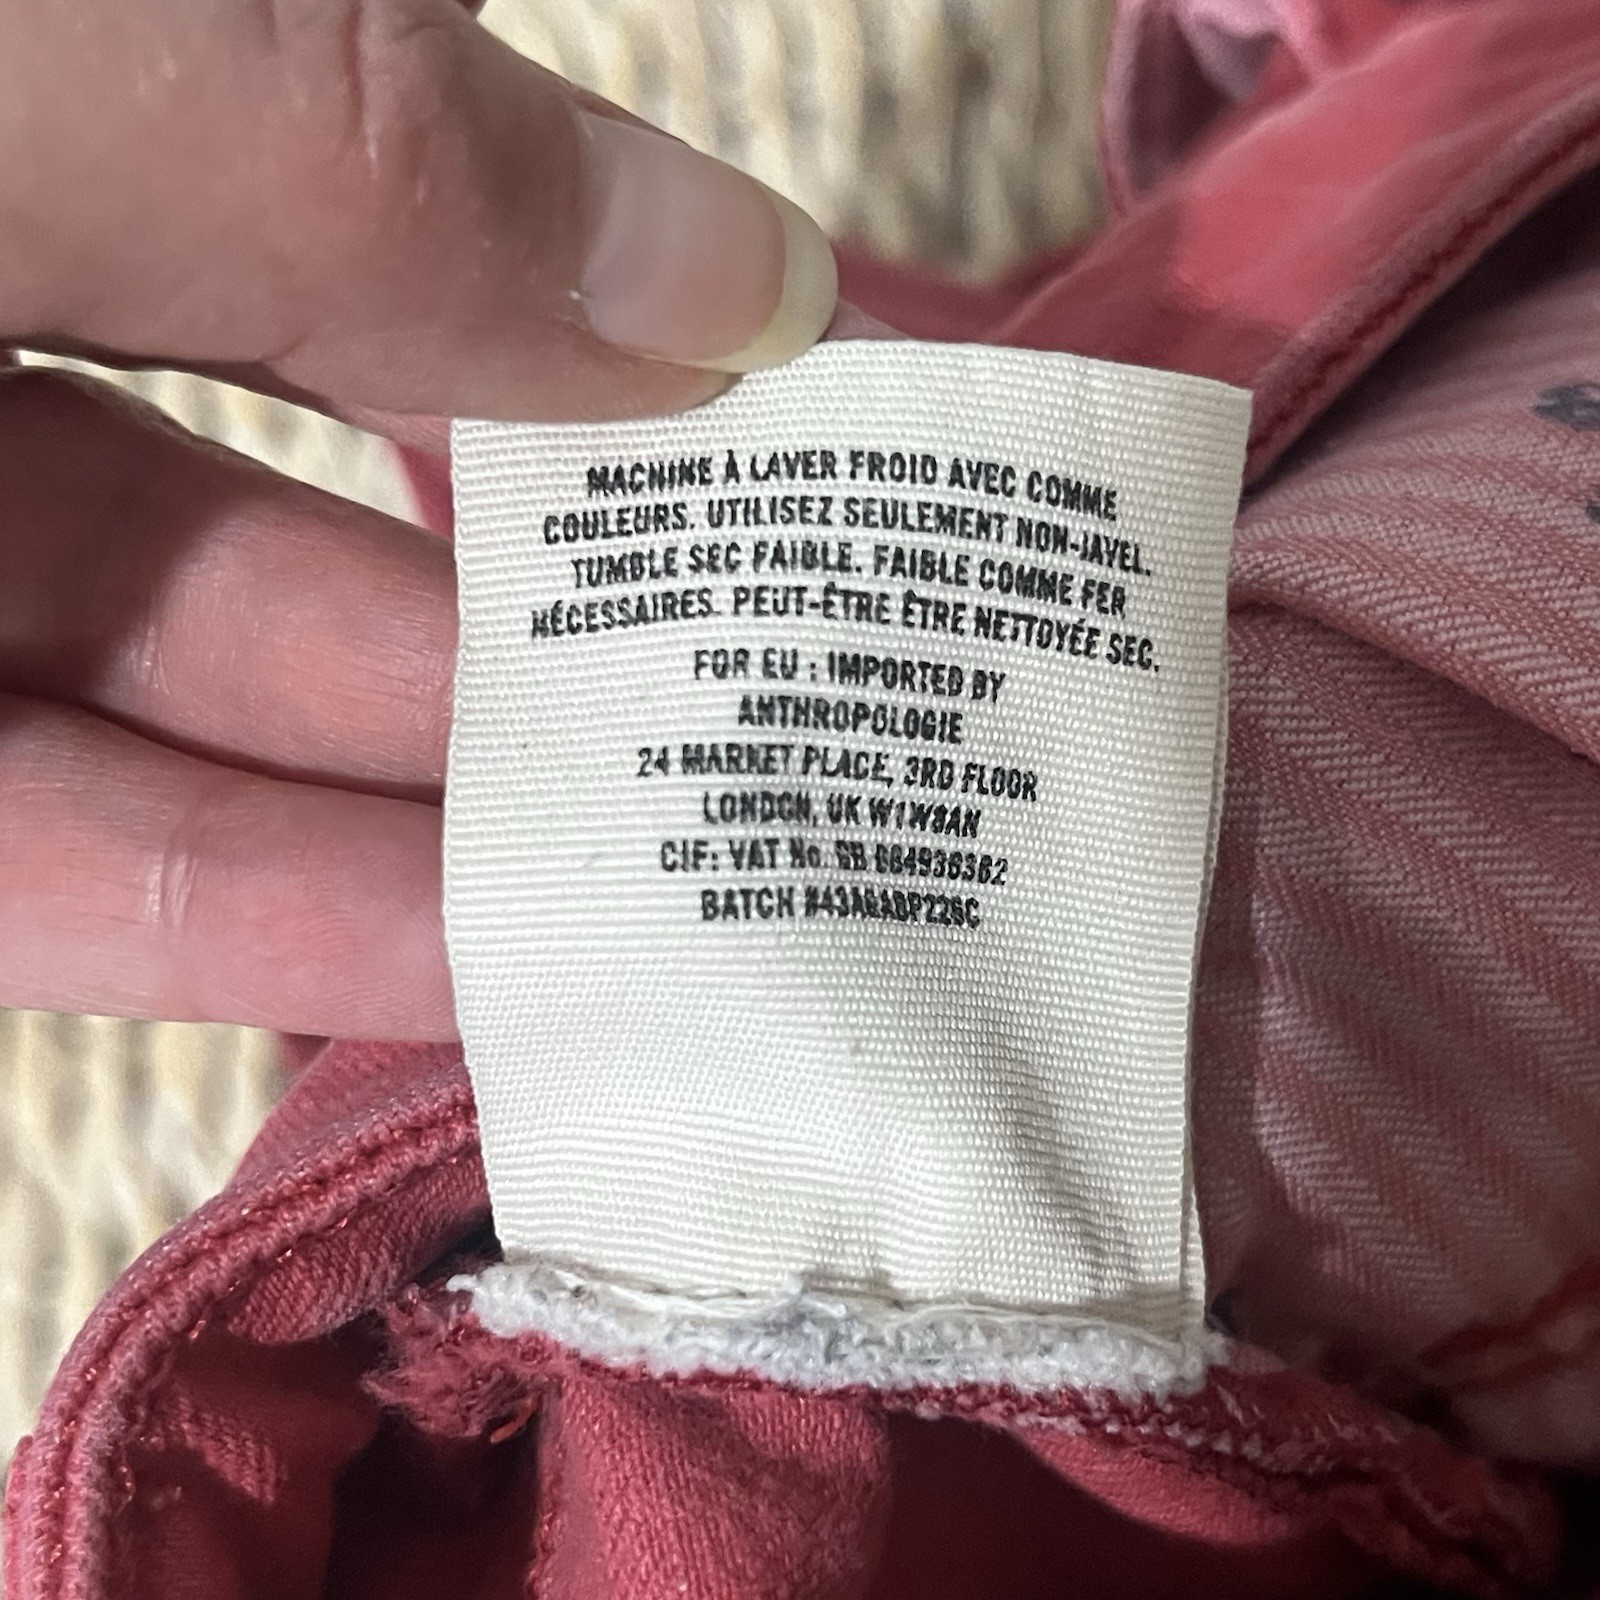 MACHINE À LAVER FROID AVEC COMME
COULEURS. UTILISEZ SEULEMENT NON-JAVEL.
TUMBLE SEC FAIBLE. FAIBLE COMME FER
NÉCESSAIRES. PEUT-ÊTRE ÊTRE NETTOYÉE SEC.
FOR EU : IMPORTED BY
ANTHROPOLOGIE
24 MARKET PLACE, 3RD FLOOR
LONDON, UK W1W8AN
CIF: VAT No. GB
BATCH